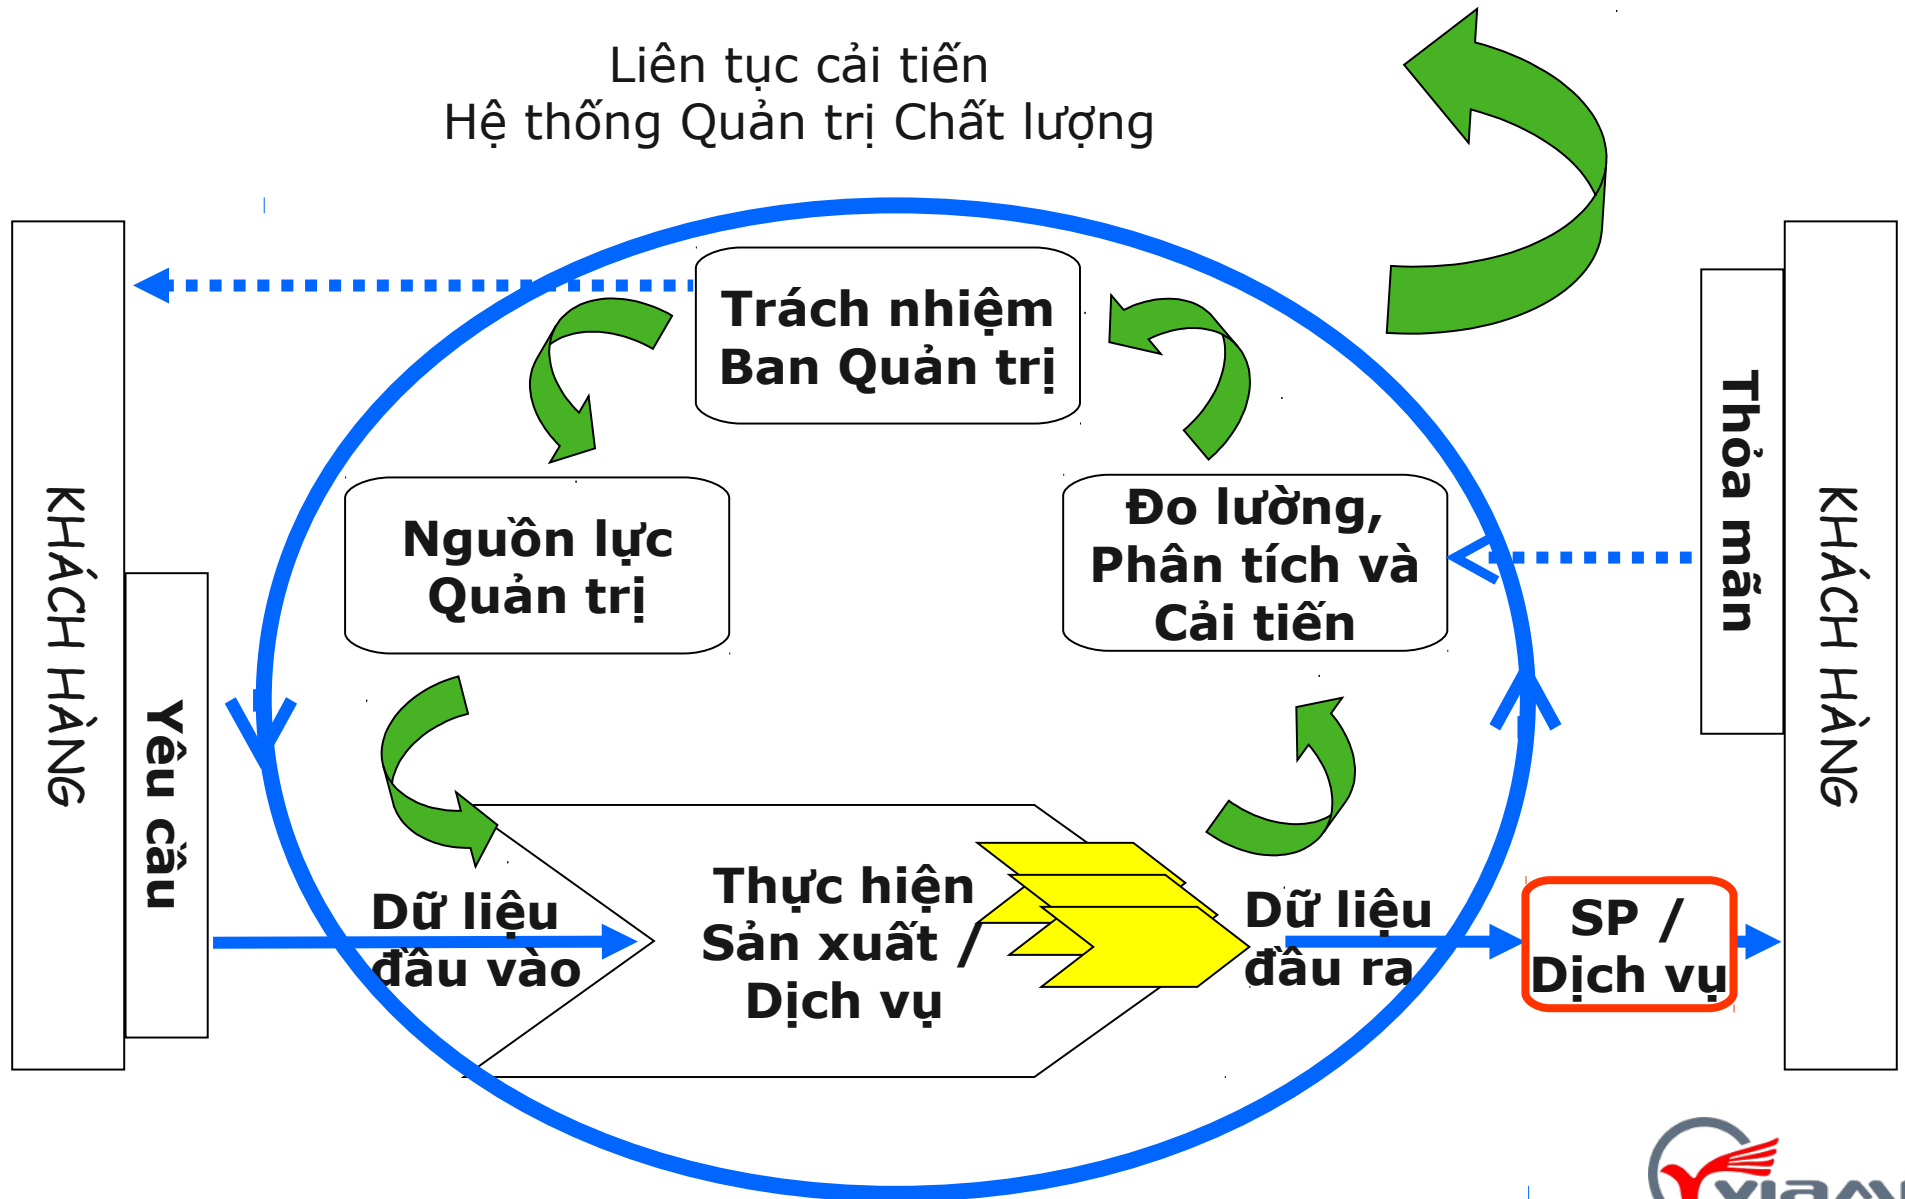 Liên tục cải tiến
Hệ thống Quản trị Chất lượng
KHÁCH HÀNG
Yêu cầu
Trách nhiệm
Ban Quản trị
Nguồn lực
Quản trị
Đo lường,
Phân tích và
Cải tiến
Thỏa mãn
KHÁCH HÀNG
Dữ liệu
đầu vào
Thực hiện
Sản xuất /
Dịch vụ
Dữ liệu
đầu ra
SP /
Dịch vụ